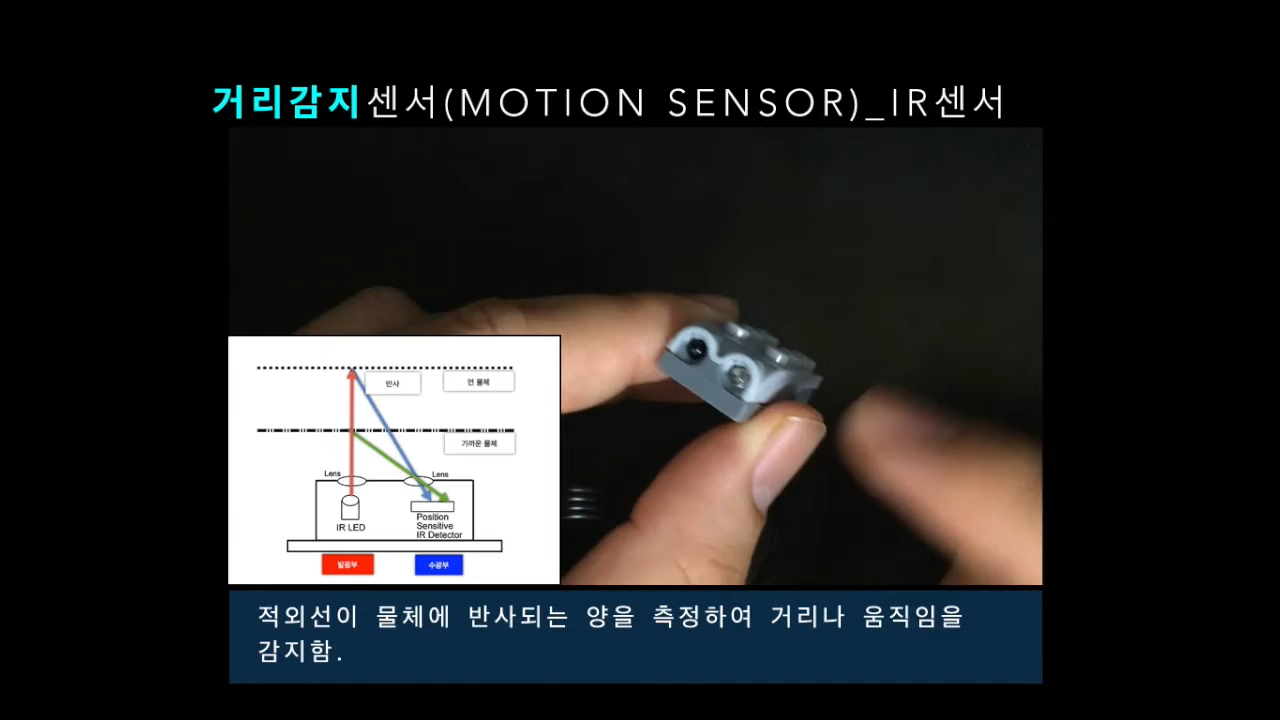 거리감지센서(MOTION SENSOR)_IR센서
반사
먼 물체
가까운 물체
Lens
Lens
IR LED
Position
Sensitive
IR Detector
발광부
수광부
적외선이 물체에 반사되는 양을 측정하여 거리나 움직임을
감지함.